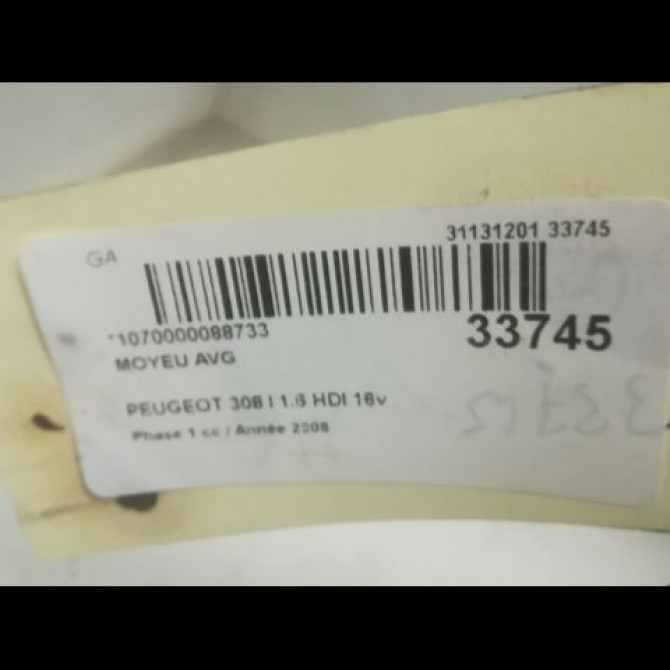 GA
31131201 33745
*1070000088733
33745
MOYEU AVG
PEUGEOT 308 I 1.6 HDI 16v
Phase 1 cc / Année 2008